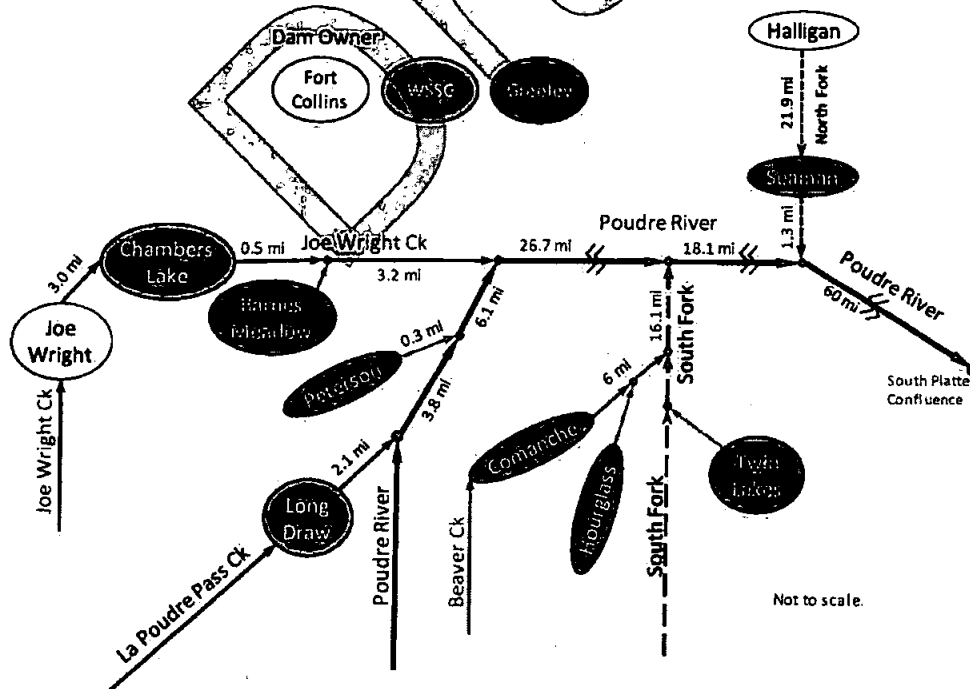 Dam Owner
Fort
Collins
WSSC
Greeley
Halligan
21.9 mi
North Fork
Seaman
1.3 mi
Poudre River
Joe Wright Ck
Chambers
Lake
0.5 mi
3.2 mi
26.7 mi
18.1 mi
3.0 mi
Barnes
Meadow
Joe
Wright
Poudre River
60 mi
South Platte
Confluence
0.3 mi
6.1 mi
Peterson
3.8 mi
16.1 mi
South Fork
6 mi
Comanche
Hourglass
Twin
Lakes
2.1 mi
Long
Draw
Joe Wright Ck
La Poudre Pass Ck
Poudre River
Beaver Ck
South Fork
Not to scale.